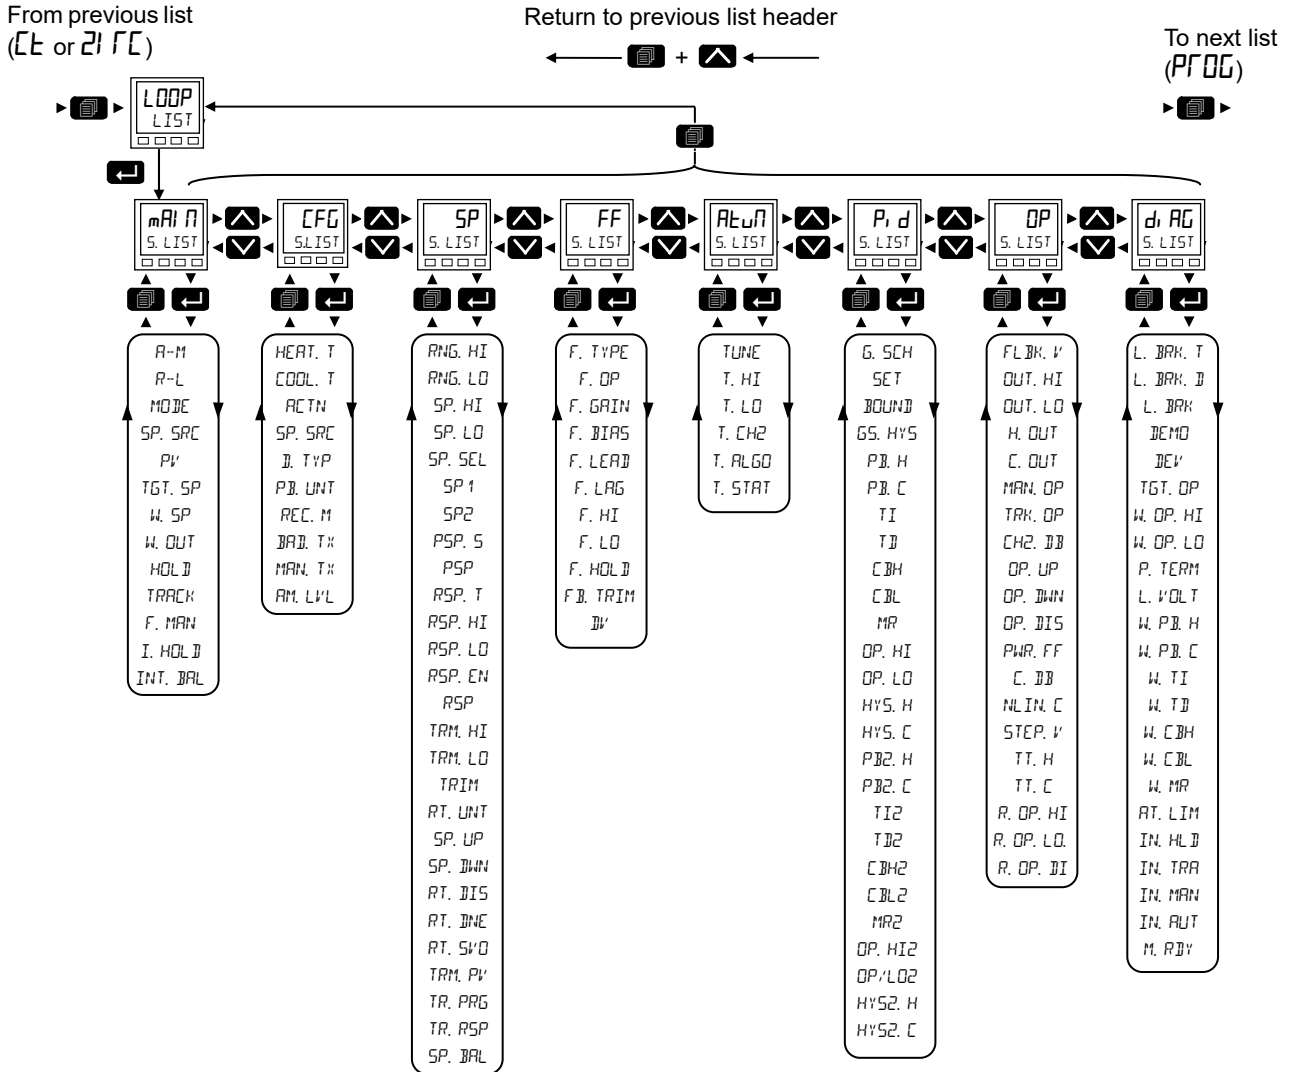 From previous list
(Ct or 21 TC)
Return to previous list header
+
To next list
(PrOG)
LOOP
LIST
mAIN
S. LIST
CFG
S.LIST
SP
S. LIST
FF
S. LIST
AtuN
S. LIST
Pid
S. LIST
OP
S. LIST
diAG
S. LIST
A-M
R-L
MODE
SP. SRC
PV
TGT. SP
W. SP
W. OUT
HOLD
TRACK
F. MAN
I. HOLD
INT. BAL
HEAT. T
COOL. T
ACTN
SP. SRC
D. TYP
PB. UNT
REC. M
BAD. TX
MAN. TX
AM. LVL
RNG. HI
RNG. LO
SP. HI
SP. LO
SP. SEL
SP1
SP2
PSP. S
PSP
RSP. T
RSP. HI
RSP. LO
RSP. EN
RSP
TRM. HI
TRM. LO
TRIM
RT. UNT
SP. UP
SP. DWN
RT. DIS
RT. DNE
RT. SVO
TRM. PV
TR. PRG
TR. RSP
SP. BAL
F. TYPE
F. OP
F. GAIN
F. BIAS
F. LEAD
F. LAG
F. HI
F. LO
F. HOLD
FB. TRIM
DV
TUNE
T. HI
T. LO
T. CH2
T. ALGO
T. STAT
G. SCH
SET
BOUND
GS. HYS
PB. H
PB. C
TI
TD
CBH
CBL
MR
OP. HI
OP. LO
HYS. H
HYS. C
PB2. H
PB2. C
TI2
TD2
CBH2
CBL2
MR2
OP. HI2
OP/LO2
HYS2. H
HYS2. C
FLBK. V
OUT. HI
OUT. LO
H. OUT
C. OUT
MAN. OP
TRK. OP
CH2. DB
OP. UP
OP. DWN
OP. DIS
PWR. FF
C. DB
NLIN. C
STEP. V
TT. H
TT. C
R. OP. HI
R. OP. LO.
R. OP. DI
L. BRK. T
L. BRK. D
L. BRK
DEMO
DEV
TGT. OP
W. OP. HI
W. OP. LO
P. TERM
L. VOLT
W. PB. H
W. PB. C
W. TI
W. TD
W. CBH
W. CBL
W. MR
AT. LIM
IN. HLD
IN. TRA
IN. MAN
IN. AUT
M. RDY